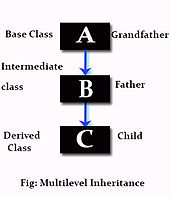 Base Class A Grandfather
Intermediate
class B Father
Derived
Class C Child
Fig: Multilevel Inheritance